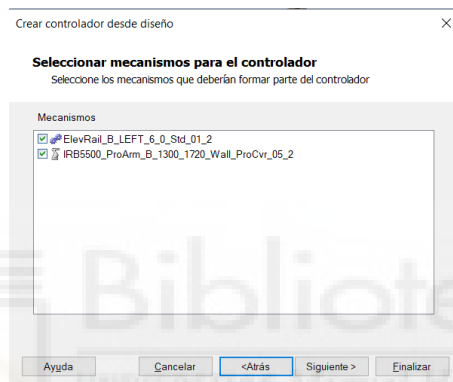 Crear controlador desde diseño
Seleccionar mecanismos para el controlador
Seleccione los mecanismos que deberían formar parte del controlador
Mecanismos
ElevRail_B_LEFT_6_0_Std_01_2
IRB5500_ProArm_B_1300_1720_Wall_ProCvr_05_2
Bibliote
Ayuda Cancelar <Atrás Siguiente > Finalizar